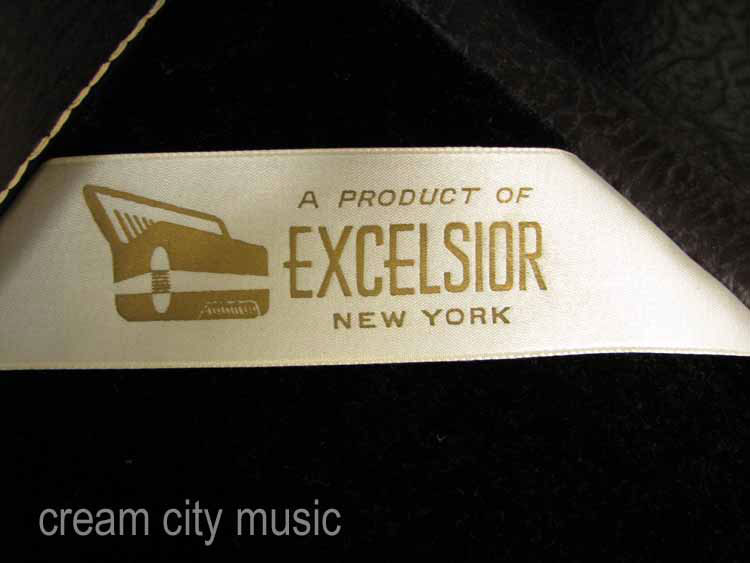 A PRODUCT OF
EXCELSIOR
NEW YORK
cream city music